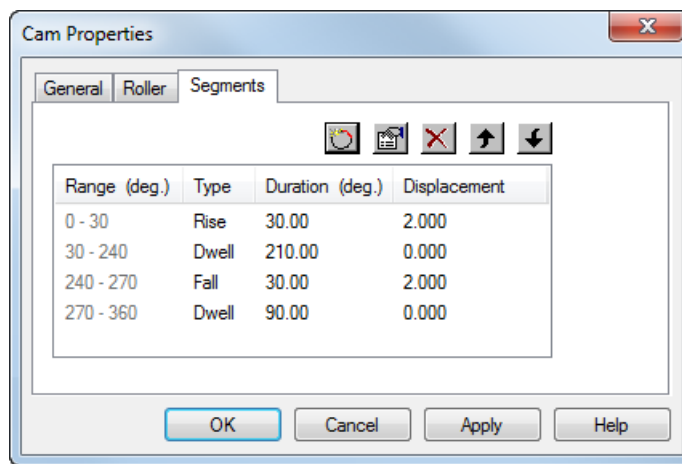 Cam Properties
General Roller Segments
Range (deg.) Type Duration (deg.) Displacement
0 - 30 Rise 30.00 2.000
30 - 240 Dwell 210.00 0.000
240 - 270 Fall 30.00 2.000
270 - 360 Dwell 90.00 0.000
OK Cancel Apply Help